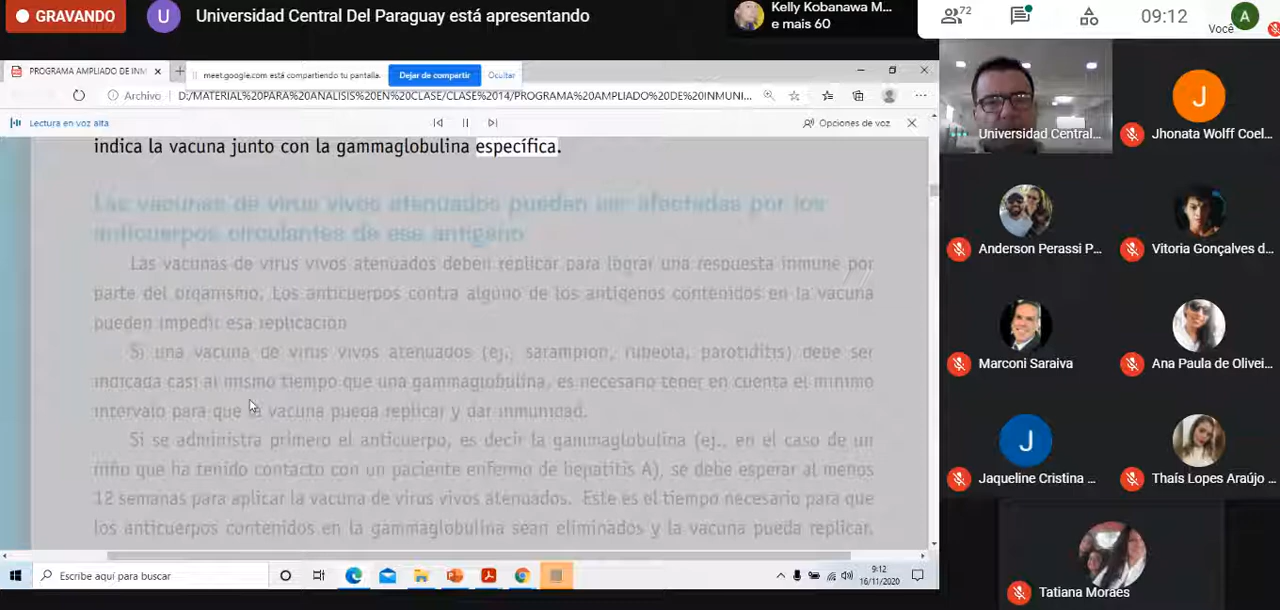 GRAVANDO
U
Universidad Central Del Paraguay está apresentando
Kelly Kobanawa M...
e mais 60
72
09:12
Você
A
PROGRAMA AMPLIADO DE INM
meet.google.com está compartiendo tu pantalla.
Dejar de compartir
Ocultar
Archivo
D:/MATERIAL%20PARA%20ANALISIS%20EN%20CLASE/CLASE%2014/PROGRAMA%20AMPLIADO%20DE%20INMUNI...
Lectura en voz alta
Opciones de voz
indica la vacuna junto con la gammaglobulina específica.
Las vacunas de virus vivos atenuados pueden ser afectadas por los
anticuerpos circulantes de ese antígeno
Las vacunas de virus vivos atenuados deben replicar para lograr una respuesta inmune por
parte del organismo. Los anticuerpos contra alguno de los antígenos contenidos en la vacuna
pueden impedir esa replicación
Si una vacuna de virus vivos atenuados (ej., sarampión, rubéola, parotiditis) debe ser
indicada casi al mismo tiempo que una gammaglobulina, es necesario tener en cuenta el mínimo
intervalo para que la vacuna pueda replicar y dar inmunidad.
Si se administra primero el anticuerpo, es decir la gammaglobulina (ej., en el caso de un
niño que ha tenido contacto con un paciente enfermo de hepatitis A), se debe esperar al menos
12 semanas para aplicar la vacuna de virus vivos atenuados. Este es el tiempo necesario para que
los anticuerpos contenidos en la gammaglobulina sean eliminados y la vacuna pueda replicar.
Escribe aquí para buscar
9:12
16/11/2020
Universidad Central...
J
Jhonata Wolff Coel...
Anderson Perassi P...
Vitoria Gonçalves d...
Marconi Saraiva
Ana Paula de Olivei...
J
Jaqueline Cristina ...
Thaís Lopes Araújo ...
Tatiana Moraes